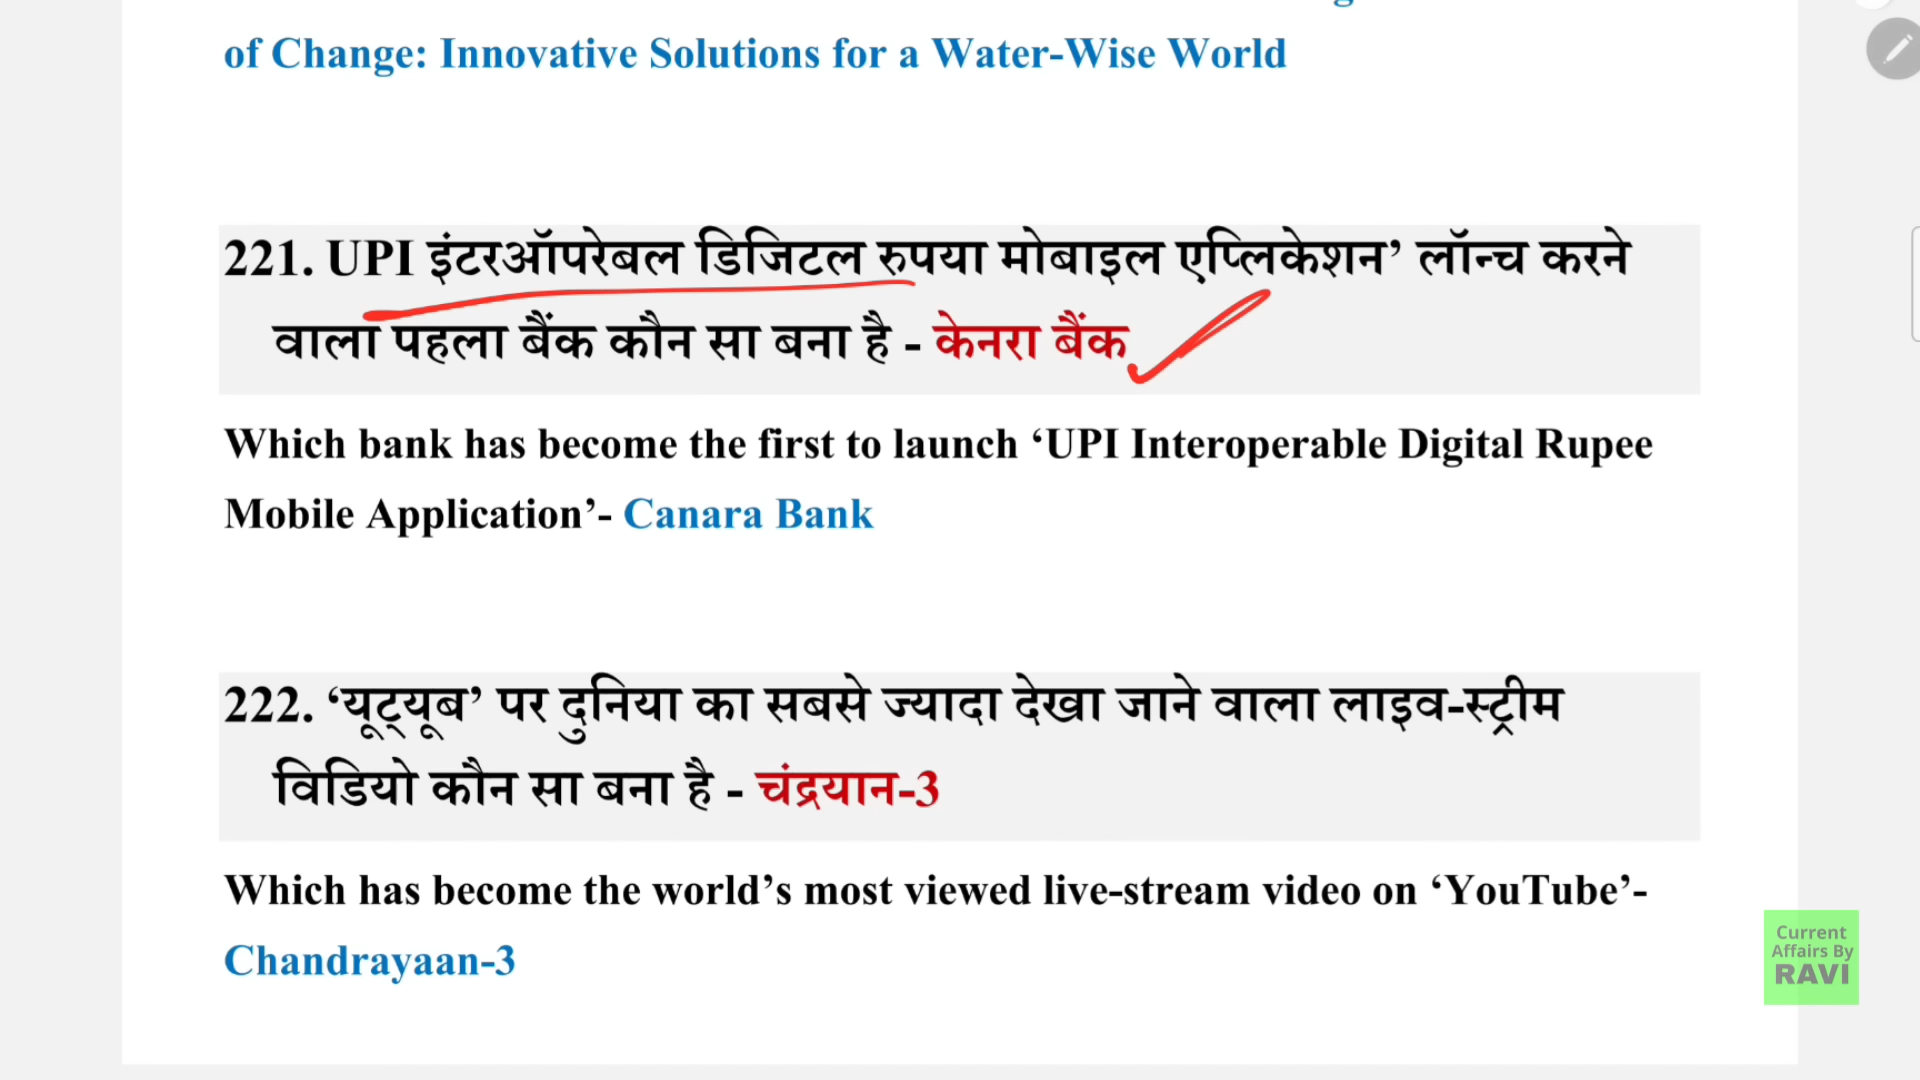 of Change: Innovative Solutions for a Water-Wise World
221. UPI इंटरऑपरेबल डिजिटल रुपया मोबाइल एप्लिकेशन’ लॉन्च करने
वाला पहला बैंक कौन सा बना है - केनरा बैंक
Which bank has become the first to launch ‘UPI Interoperable Digital Rupee
Mobile Application’- Canara Bank
222. ‘यूट्यूब’ पर दुनिया का सबसे ज्यादा देखा जाने वाला लाइव-स्ट्रीम
विडियो कौन सा बना है - चंद्रयान-3
Which has become the world’s most viewed live-stream video on ‘YouTube’-
Chandrayaan-3
Current
Affairs By
RAVI